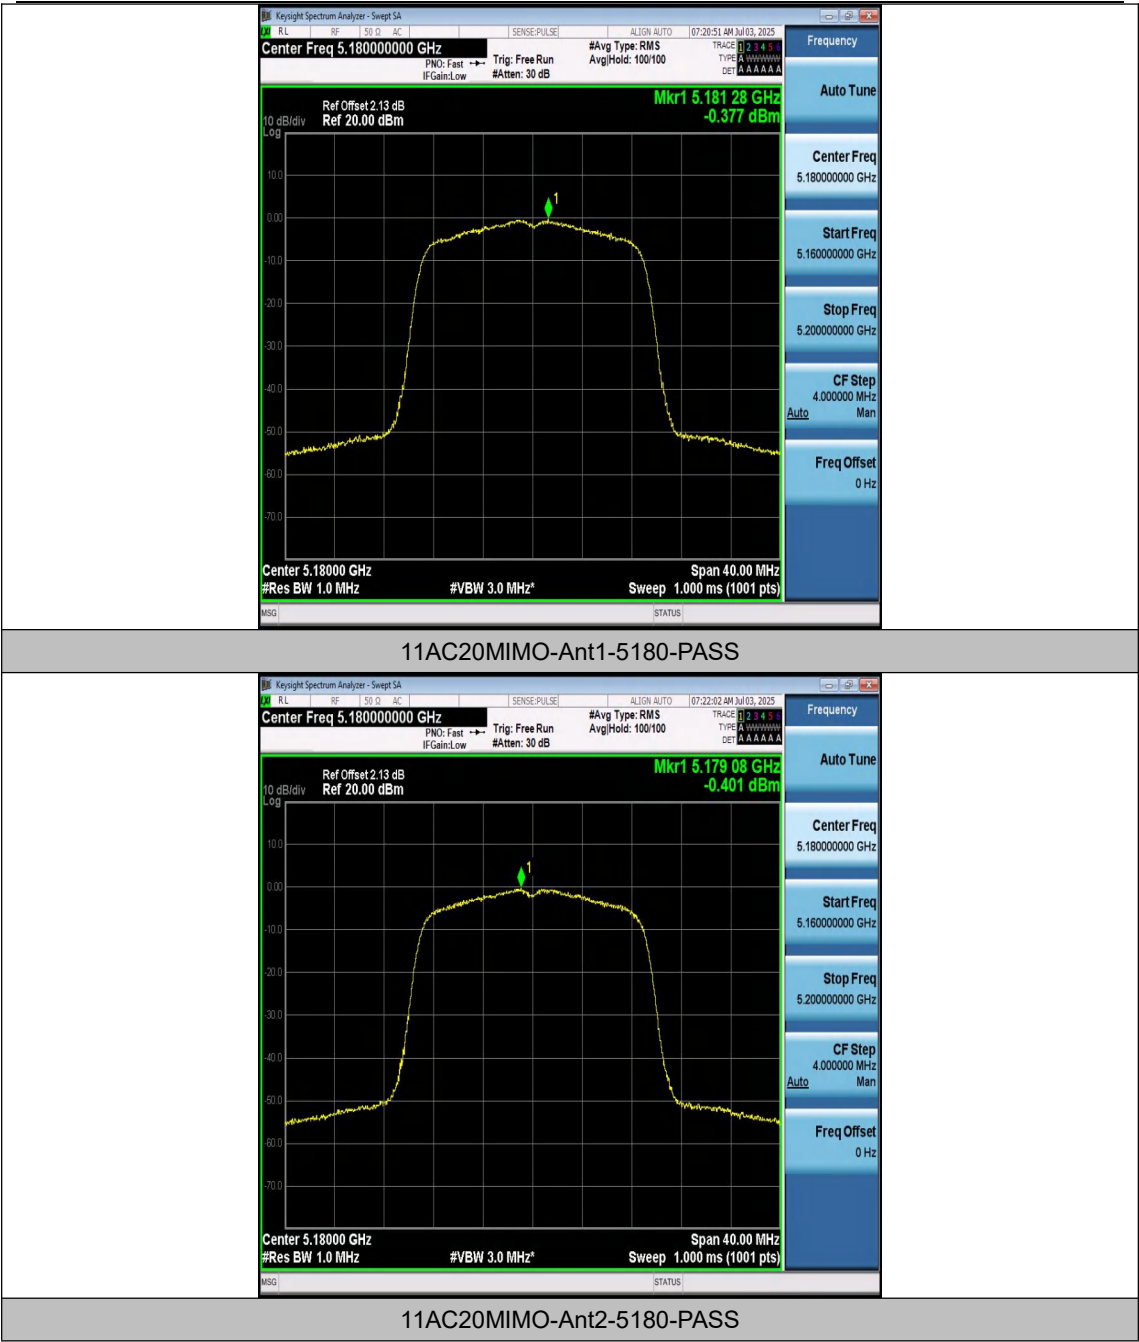 Keysight Spectrum Analyzer - Swept SA
RL RF 50 Ω AC SENSE:PULSE ALIGN AUTO 07:20:51 AM Jul 03, 2025
Center Freq 5.180000000 GHz
#Avg Type: RMS
TRACE 1 2 3 4 5 6
PNO: Fast
Trig: Free Run
Avg|Hold: 100/100
TYPE A WWWWW
IFGain:Low
#Atten: 30 dB
DET A A A A A A
Frequency
Auto Tune
Mkr1 5.181 28 GHz
-0.377 dBm
Ref Offset 2.13 dB
10 dB/div Ref 20.00 dBm
Log
10.0
0.00
-10.0
-20.0
-30.0
-40.0
-50.0
-60.0
-70.0
1
Center Freq
5.180000000 GHz
Start Freq
5.160000000 GHz
Stop Freq
5.200000000 GHz
CF Step
4.000000 MHz
Auto Man
Freq Offset
0 Hz
Center 5.18000 GHz Span 40.00 MHz
#Res BW 1.0 MHz #VBW 3.0 MHz* Sweep 1.000 ms (1001 pts)
MSG STATUS
11AC20MIMO-Ant1-5180-PASS
Keysight Spectrum Analyzer - Swept SA
RL RF 50 Ω AC SENSE:PULSE ALIGN AUTO 07:22:02 AM Jul 03, 2025
Center Freq 5.180000000 GHz
#Avg Type: RMS
TRACE 1 2 3 4 5 6
PNO: Fast
Trig: Free Run
Avg|Hold: 100/100
TYPE A WWWWW
IFGain:Low
#Atten: 30 dB
DET A A A A A A
Frequency
Auto Tune
Mkr1 5.179 08 GHz
-0.401 dBm
Ref Offset 2.13 dB
10 dB/div Ref 20.00 dBm
Log
10.0
0.00
-10.0
-20.0
-30.0
-40.0
-50.0
-60.0
-70.0
1
Center Freq
5.180000000 GHz
Start Freq
5.160000000 GHz
Stop Freq
5.200000000 GHz
CF Step
4.000000 MHz
Auto Man
Freq Offset
0 Hz
Center 5.18000 GHz Span 40.00 MHz
#Res BW 1.0 MHz #VBW 3.0 MHz* Sweep 1.000 ms (1001 pts)
MSG STATUS
11AC20MIMO-Ant2-5180-PASS